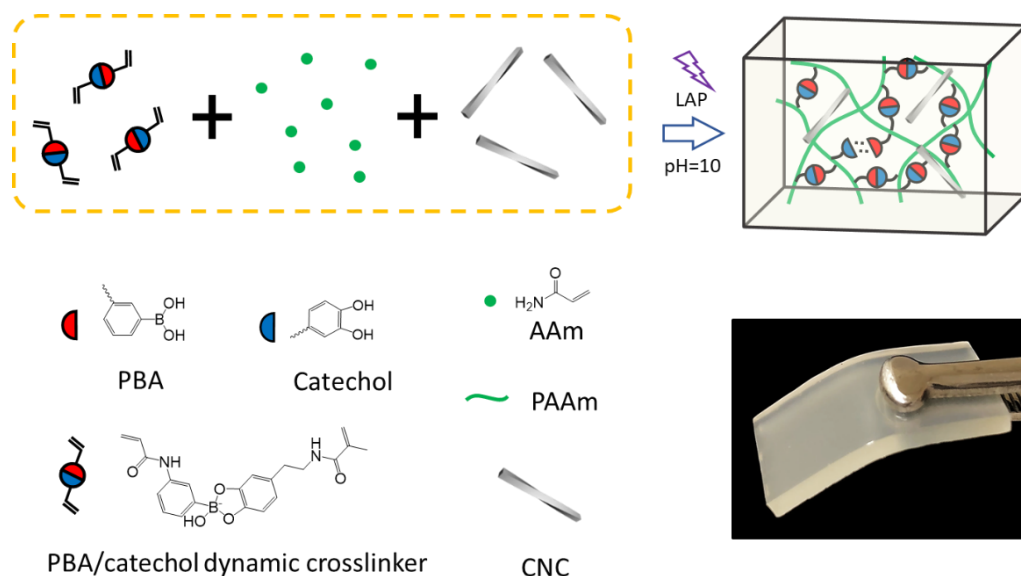 LAP
pH=10
OH
B
OH
PBA
OH
OH
Catechol
O
H₂N
AAm
PAAm
O
NH
H
N
O
B⁻
HO
O
O
PBA/catechol dynamic crosslinker
CNC